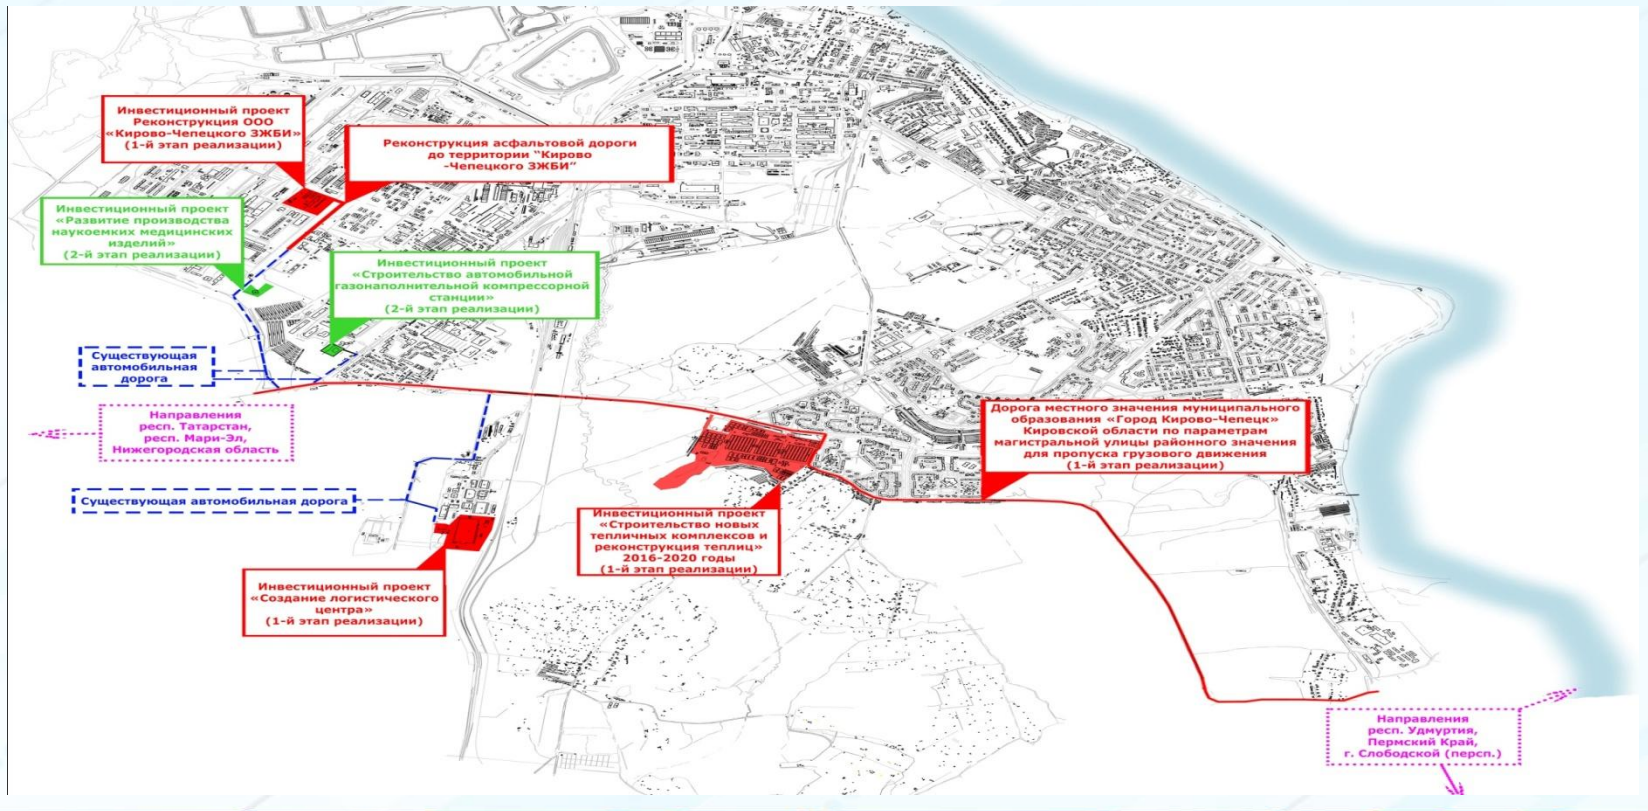 Инвестиционный проект
Реконструкция ООО
«Кирово-Чепецкого ЗЖБИ»
(1-й этап реализации)
Реконструкция асфальтовой дороги
до территории “Кирово
-Чепецкого ЗЖБИ”
Инвестиционный проект
«Развитие производства
наукоемких медицинских
изделий»
(2-й этап реализации)
Инвестиционный проект
«Строительство автомобильной
газонаполнительной компрессорной
станции»
(2-й этап реализации)
Существующая
автомобильная
дорога
Направления
респ. Татарстан,
респ. Мари-Эл,
Нижегородская область
Дорога местного значения муниципального
образования «Город Кирово-Чепецк»
Кировской области по параметрам
магистральной улицы районного значения
для пропуска грузового движения
(1-й этап реализации)
Существующая автомобильная дорога
Инвестиционный проект
«Строительство новых
тепличных комплексов и
реконструкция теплиц»
2016-2020 годы
(1-й этап реализации)
Инвестиционный проект
«Создание логистического
центра»
(1-й этап реализации)
Направления
респ. Удмуртия,
Пермский Край,
г. Слободской (персп.)